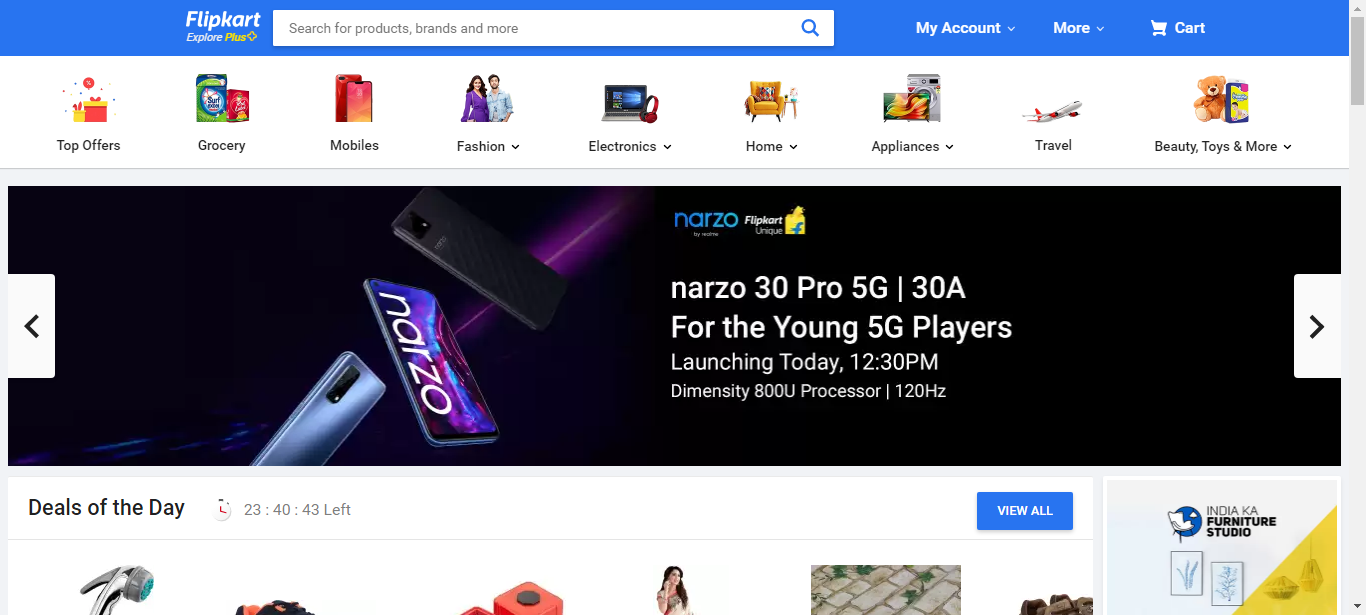 Flipkart
Explore Plus
Search for products, brands and more
My Account
More
Cart
Top Offers
Grocery
Mobiles
Fashion
Electronics
Home
Appliances
Travel
Beauty, Toys & More
Surf excel
narzo
by realme
Flipkart
Unique
narzo
narzo 30 Pro 5G | 30A
For the Young 5G Players
Launching Today, 12:30PM
Dimensity 800U Processor | 120Hz
Deals of the Day
23 : 40 : 43 Left
VIEW ALL
INDIA KA
FURNITURE
STUDIO